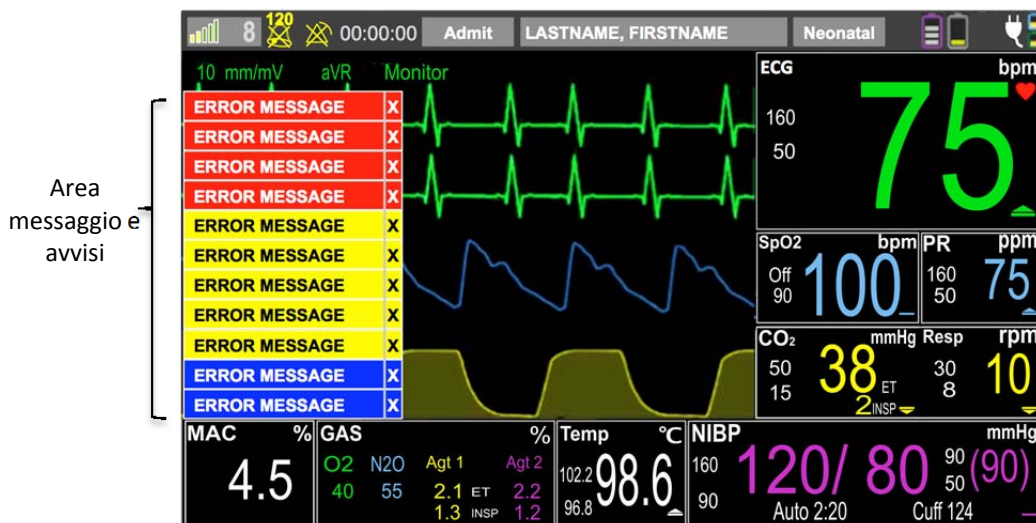 120
8 00:00:00 Admit LASTNAME, FIRSTNAME Neonatal
10 mm/mV aVR Monitor
ERROR MESSAGE X
ERROR MESSAGE X
ERROR MESSAGE X
ERROR MESSAGE X
ERROR MESSAGE X
ERROR MESSAGE X
ERROR MESSAGE X
ERROR MESSAGE X
ERROR MESSAGE X
ERROR MESSAGE X
ERROR MESSAGE X
Area
messaggio e
avvisi
ECG bpm
160
50
75
SpO2 bpm
Off
90
100
PR ppm
160
50
75
CO2 mmHg
50
15
38 ET
2 INSP
Resp rpm
30
8
10
MAC %
4.5
GAS %
O2 N2O Agt 1 Agt 2
40 55 2.1 ET 2.2
1.3 INSP 1.2
Temp °C
102.2
96.8
98.6
NIBP mmHg
160
90
120/ 80
90
50
(90)
Auto 2:20 Cuff 124